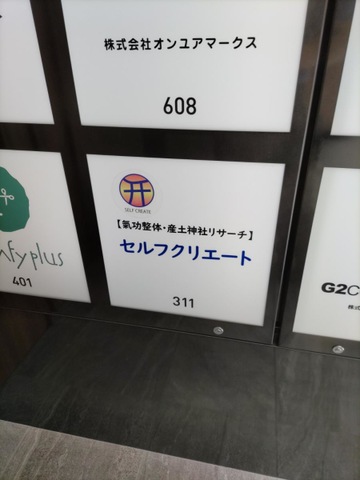 株式会社オンユアマークス
608
SELF CREATE
【氣功整体・産土神社リサーチ】
セルフクリエート
311
401
G2C